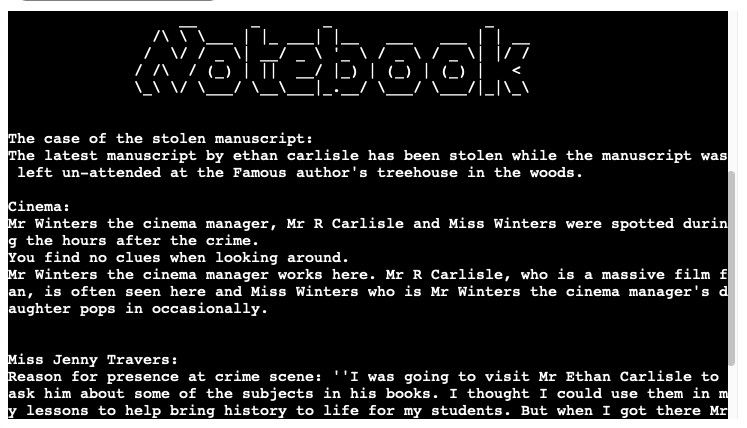 Notebook
The case of the stolen manuscript:
The latest manuscript by ethan carlisle has been stolen while the manuscript was
left un-attended at the Famous author's treehouse in the woods.
Cinema:
Mr Winters the cinema manager, Mr R Carlisle and Miss Winters were spotted durin
g the hours after the crime.
You find no clues when looking around.
Mr Winters the cinema manager works here. Mr R Carlisle, who is a massive film f
an, is often seen here and Miss Winters who is Mr Winters the cinema manager's d
aughter pops in occasionally.
Miss Jenny Travers:
Reason for presence at crime scene: ''I was going to visit Mr Ethan Carlisle to
ask him about some of the subjects in his books. I thought I could use them in m
y lessons to help bring history to life for my students. But when I got there Mr